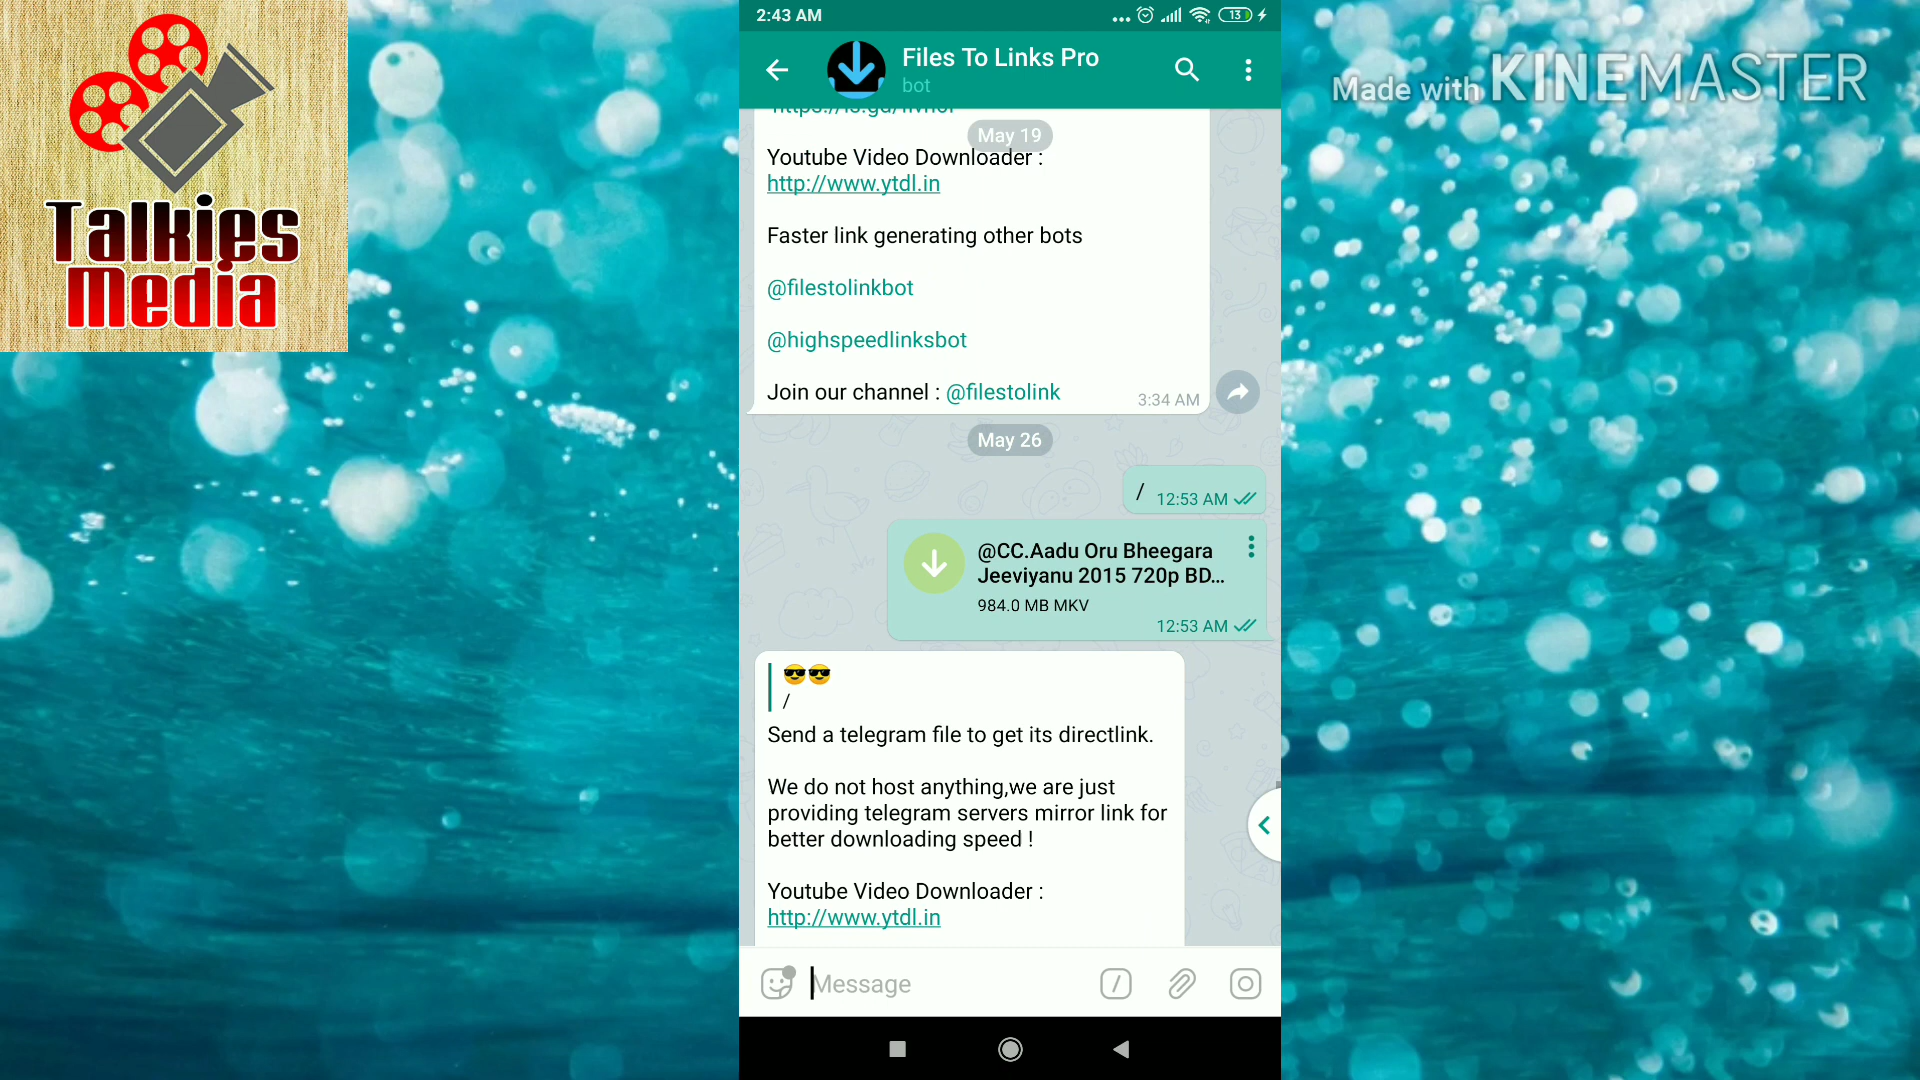 Talkies
Media
2:43 AM
13
Files To Links Pro
bot
May 19
Youtube Video Downloader :
http://www.ytdl.in
Faster link generating other bots
@filestolinkbot
@highspeedlinksbot
Join our channel : @filestolink
3:34 AM
May 26
/
12:53 AM
@CC.Aadu Oru Bheegara
Jeeviyanu 2015 720p BD...
984.0 MB MKV
12:53 AM
😎😎
/
Send a telegram file to get its directlink.
We do not host anything,we are just
providing telegram servers mirror link for
better downloading speed !
Youtube Video Downloader :
http://www.ytdl.in
Message
Made with KINEMASTER